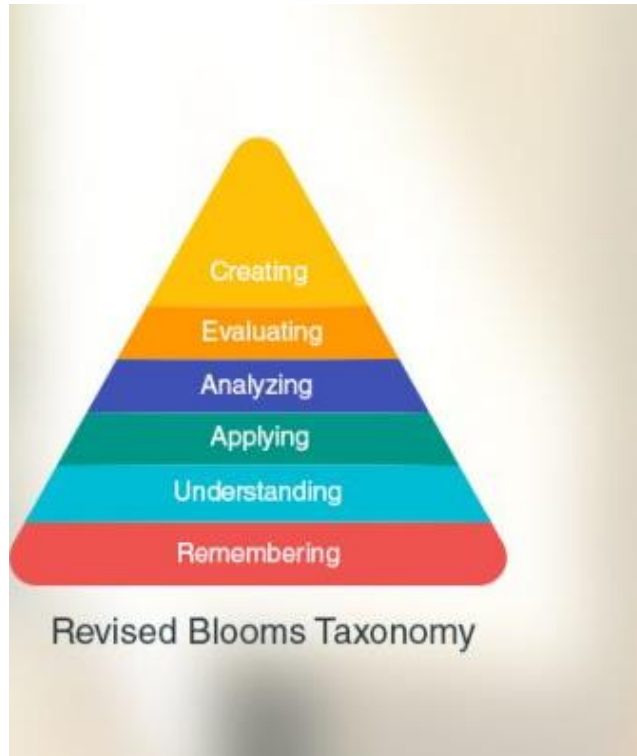 Creating
Evaluating
Analyzing
Applying
Understanding
Remembering
Revised Blooms Taxonomy